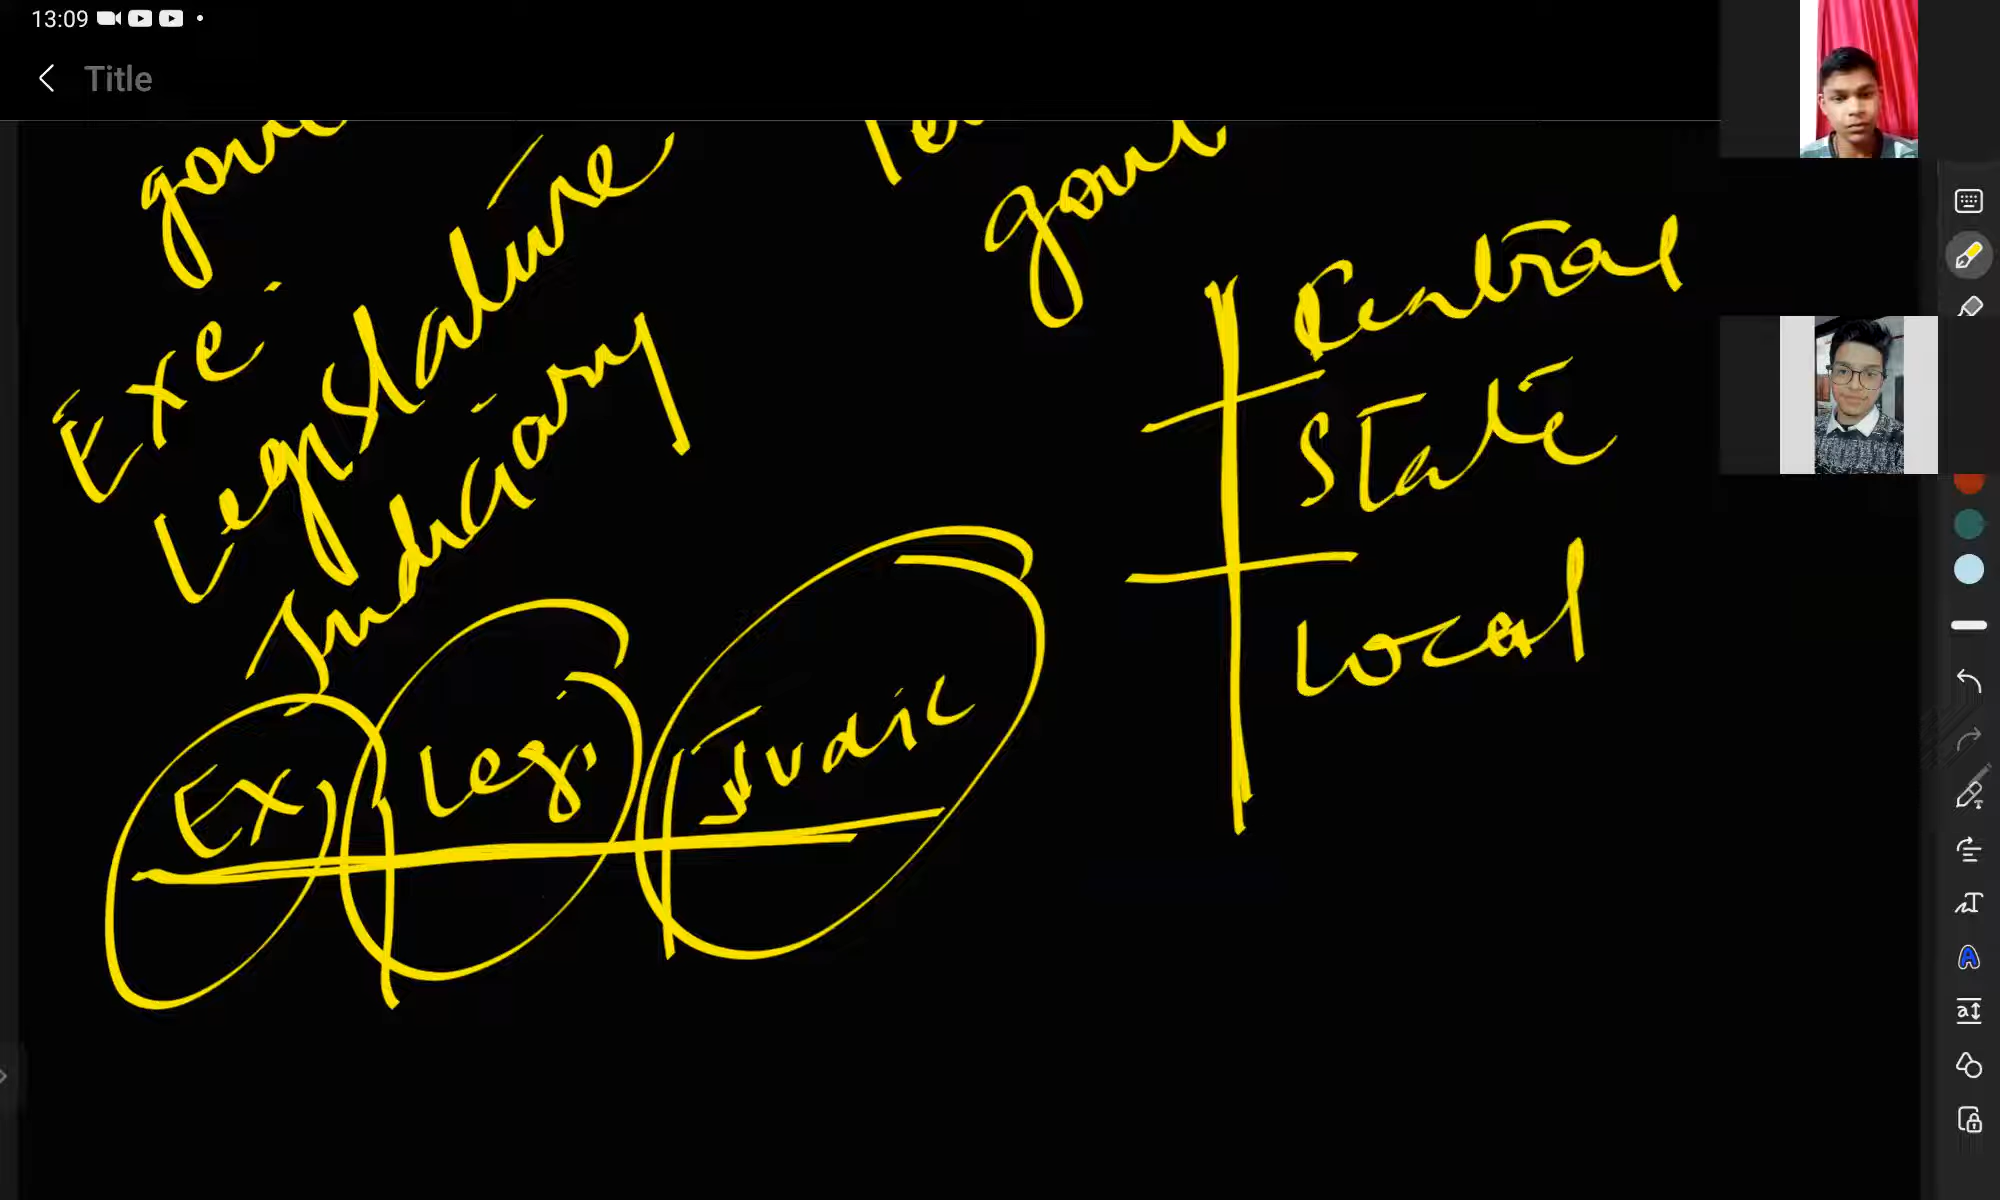 13:09
Title
govt
govt
Exe.
Legislature
Judiciary
Central
State
Local
Ex
Legi
Judic